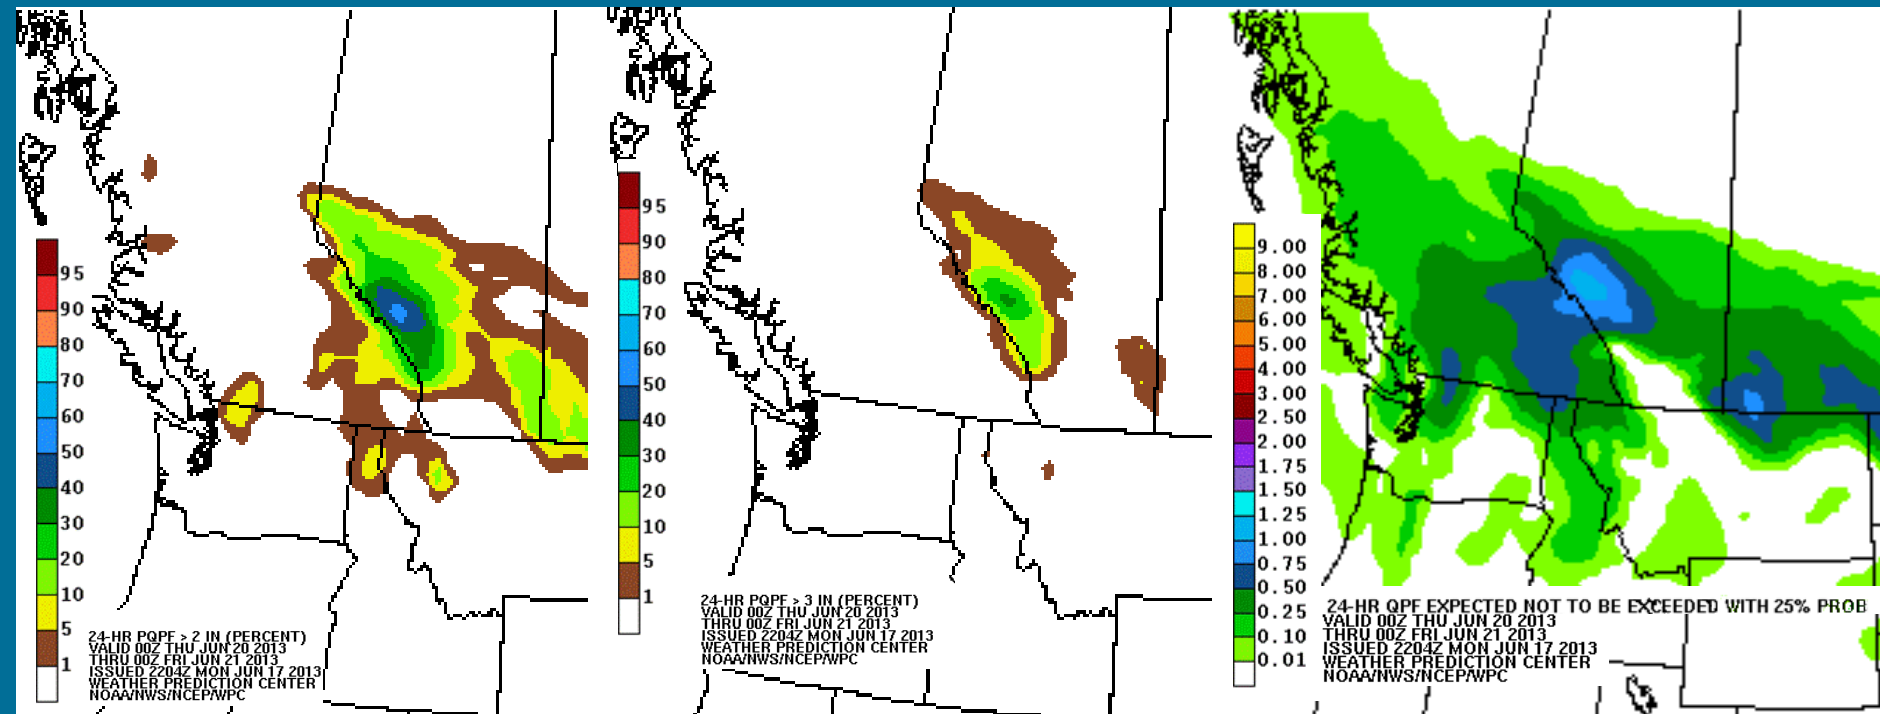 95
90
80
70
60
50
40
30
20
10
5
1
24-HR PQPF > 2 IN (PERCENT)
VALID 00Z THU JUN 20 2013
THRU 00Z FRI JUN 21 2013
ISSUED 2204Z MON JUN 17 2013
WEATHER PREDICTION CENTER
NOAA/NWS/NCEP/WPC
95
90
80
70
60
50
40
30
20
10
5
1
24-HR PQPF > 3 IN (PERCENT)
VALID 00Z THU JUN 20 2013
THRU 00Z FRI JUN 21 2013
ISSUED 2204Z MON JUN 17 2013
WEATHER PREDICTION CENTER
NOAA/NWS/NCEP/WPC
9.00
8.00
7.00
6.00
5.00
4.00
3.00
2.50
2.00
1.75
1.50
1.25
1.00
0.75
0.50
0.25
0.10
0.01
24-HR QPF EXPECTED NOT TO BE EXCEEDED WITH 25% PROB
VALID 00Z THU JUN 20 2013
THRU 00Z FRI JUN 21 2013
ISSUED 2204Z MON JUN 17 2013
WEATHER PREDICTION CENTER
NOAA/NWS/NCEP/WPC